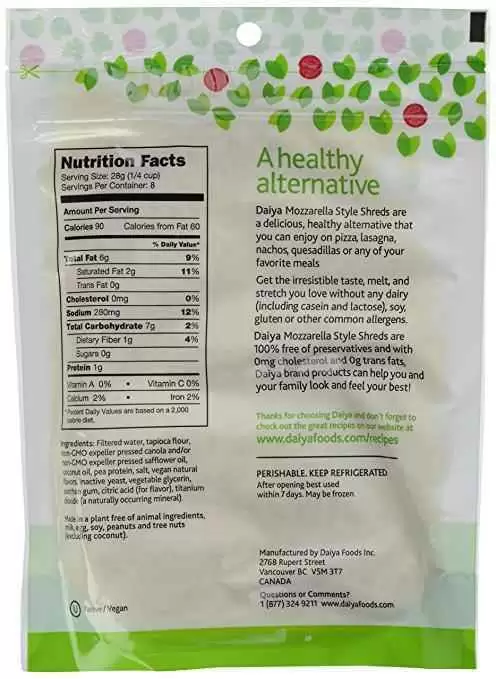 Nutrition Facts
Serving Size: 28g (1/4 cup)
Servings Per Container: 8
Amount Per Serving
Calories 90 Calories from Fat 60
% Daily Value*
Total Fat 6g 9%
Saturated Fat 2g 11%
Trans Fat 0g
Cholesterol 0mg 0%
Sodium 280mg 12%
Total Carbohydrate 7g 2%
Dietary Fiber 1g 4%
Sugars 0g
Protein 1g
Vitamin A 0% • Vitamin C 0%
Calcium 2% • Iron 2%
*Percent Daily Values are based on a 2,000
calorie diet.
Ingredients: Filtered water, tapioca flour,
non-GMO expeller pressed canola and/or
non-GMO expeller pressed safflower oil,
coconut oil, pea protein, salt, vegan natural
flavors, inactive yeast, vegetable glycerin,
xanthan gum, citric acid (for flavor), titanium
dioxide (a naturally occurring mineral)
Made in a plant free of animal ingredients,
milk, egg, soy, peanuts and tree nuts
(excluding coconut).
U Pareve / Vegan
A healthy
alternative
Daiya Mozzarella Style Shreds are
a delicious, healthy alternative that
you can enjoy on pizza, lasagna,
nachos, quesadillas or any of your
favorite meals
Get the irresistible taste, melt, and
stretch you love without any dairy
(including casein and lactose), soy,
gluten or other common allergens.
Daiya Mozzarella Style Shreds are
100% free of preservatives and with
0mg cholesterol and 0g trans fats,
Daiya brand products can help you and
your family look and feel your best!
Thanks for choosing Daiya and don't forget to
check out the great recipes on our website at
www.daiyafoods.com/recipes
PERISHABLE. KEEP REFRIGERATED
After opening best used
within 7 days. May be frozen.
Manufactured by Daiya Foods Inc.
2768 Rupert Street
Vancouver BC V5M 3T7
CANADA
Questions or Comments?
1 (877) 324 9211 www.daiyafoods.com